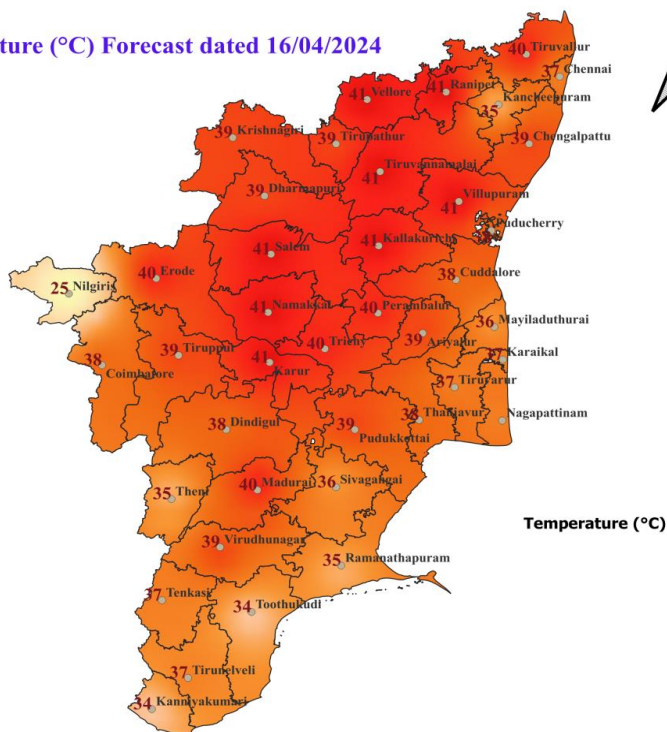 ture (°C) Forecast dated 16/04/2024
40 Tiruvallur
37 Chennai
41 Vellore
41 Ranipet
Kancheepuram
35
39 Krishnagiri
39 Tirupathur
39 Chengalpattu
Tiruvannamalai
41
39 Dharmapuri
Villupuram
41
Puducherry
41 Salem
41 Kallakurichi
40 Erode
38 Cuddalore
25 Nilgiris
41 Namakkal
40 Perambalur
36 Mayiladuthurai
39 Ariyalur
40 Trichy
39 Tiruppur
37 Karaikal
41
Karur
38
Coimbatore
37 Tiruvarur
38 Dindigul
39
Pudukkottai
38 Thanjavur
Nagapattinam
40 Madurai
36 Sivagangai
35 Theni
Temperature (°C)
39 Virudhunagar
35 Ramanathapuram
37 Tenkasi
34 Toothukudi
37 Tirunelveli
34 Kanniyakumari